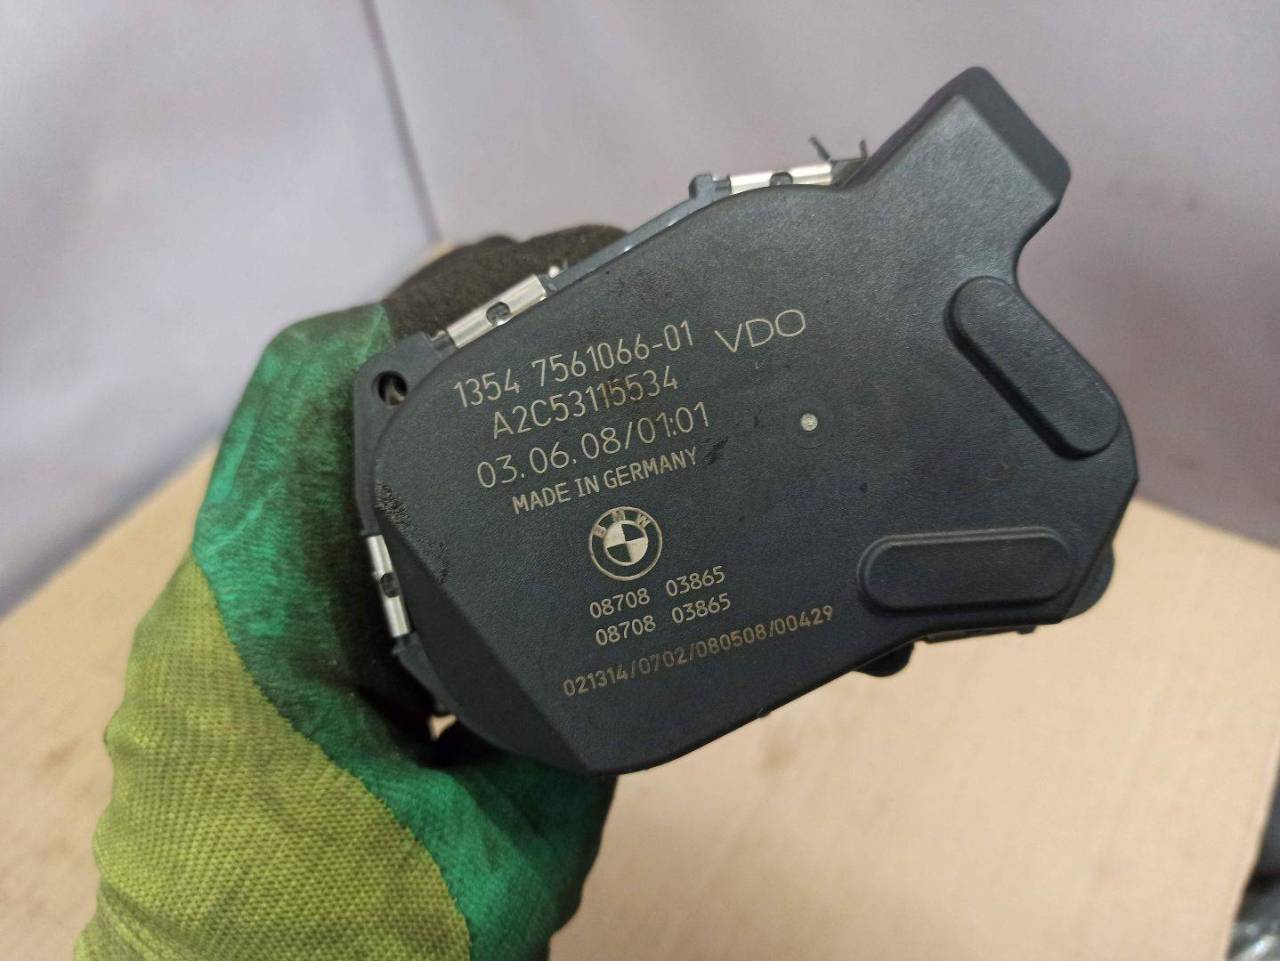 1354 7561066-01 VDO
A2C53115534
03.06.08/01:01
MADE IN GERMANY
BMW
08708 03865
08708 03865
021314/0702/080508/00429